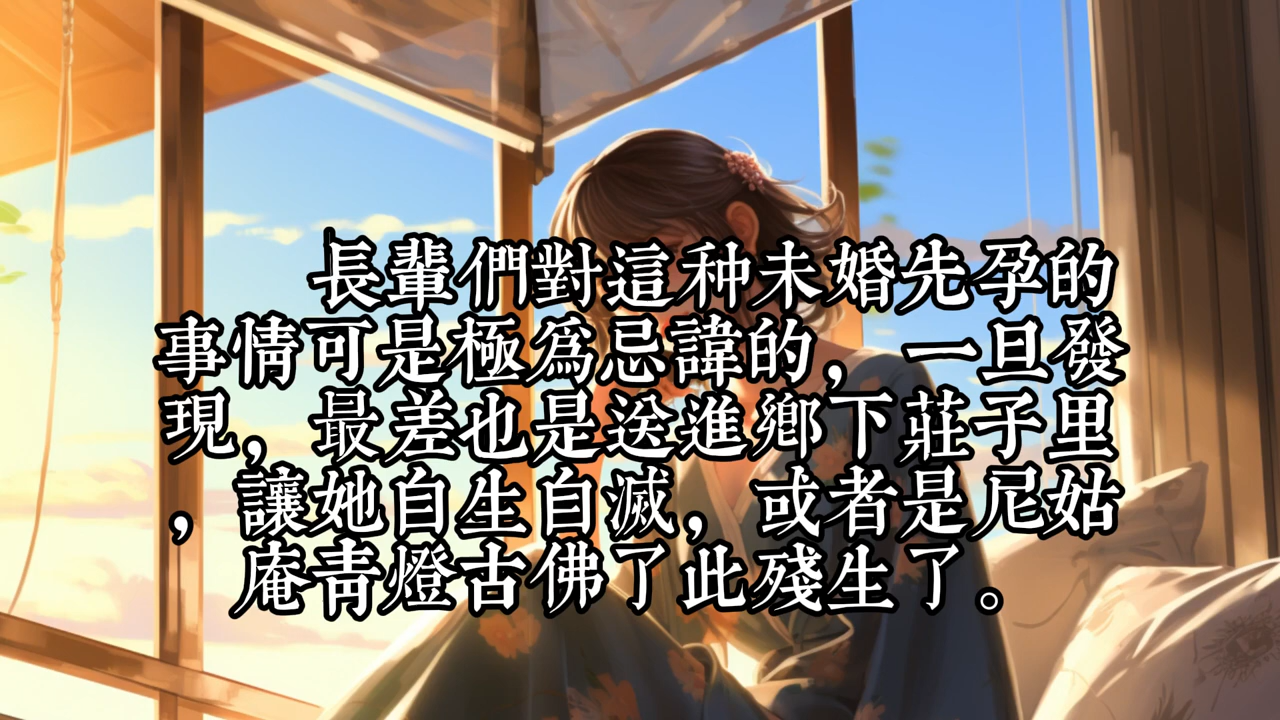 長輩們對這种未婚先孕的
事情可是極爲忌諱的，一旦發
現，最差也是送進鄉下莊子里
，讓她自生自滅，或者是尼姑
庵青燈古佛了此殘生了。